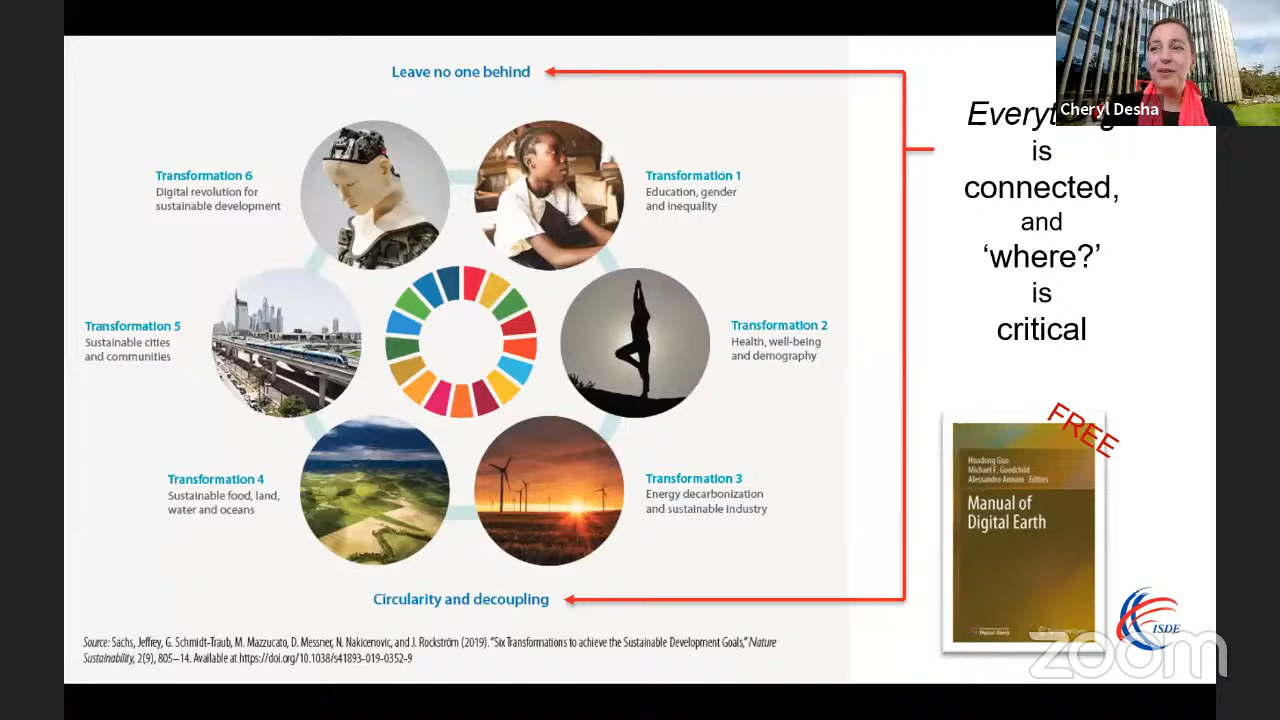 Leave no one behind
Transformation 6
Digital revolution for
sustainable development
Transformation 1
Education, gender
and inequality
Transformation 5
Sustainable cities
and communities
Transformation 2
Health, well-being
and demography
Transformation 4
Sustainable food, land,
water and oceans
Transformation 3
Energy decarbonization
and sustainable industry
Circularity and decoupling
Source: Sachs, Jeffrey, G. Schmidt-Traub, M. Mazzucato, D. Messner, N. Nakicenovic, and J. Rockström (2019). “Six Transformations to achieve the Sustainable Development Goals,” Nature
Sustainability, 2(9), 805–14. Available at https://doi.org/10.1038/s41893-019-0352-9
Cheryl Desha
is
connected,
and
‘where?’
is
critical
FREE
Huadong Guo
Michael F. Goodchild
Alessandro Annoni Editors
Manual of
Digital Earth
ISDE
zoom